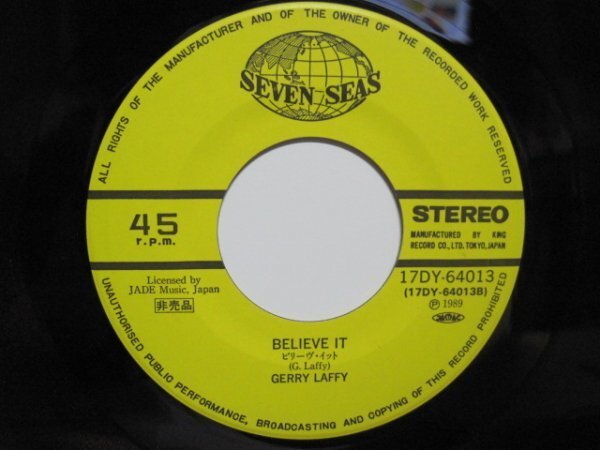 ALL RIGHTS OF THE MANUFACTURER AND OF THE OWNER OF THE RECORDED WORK RESERVED
SEVEN SEAS
45
r.p.m.
STEREO
MANUFACTURED BY KING
RECORD CO., LTD. TOKYO, JAPAN
Licensed by
JADE Music, Japan
非売品
17DY-64013
(17DY-64013B)
Ⓟ 1989
BELIEVE IT
ビリーヴ・イット
(G. Laffy)
GERRY LAFFY
UNAUTHORISED PUBLIC PERFORMANCE, BROADCASTING AND COPYING OF THIS RECORD PROHIBITED